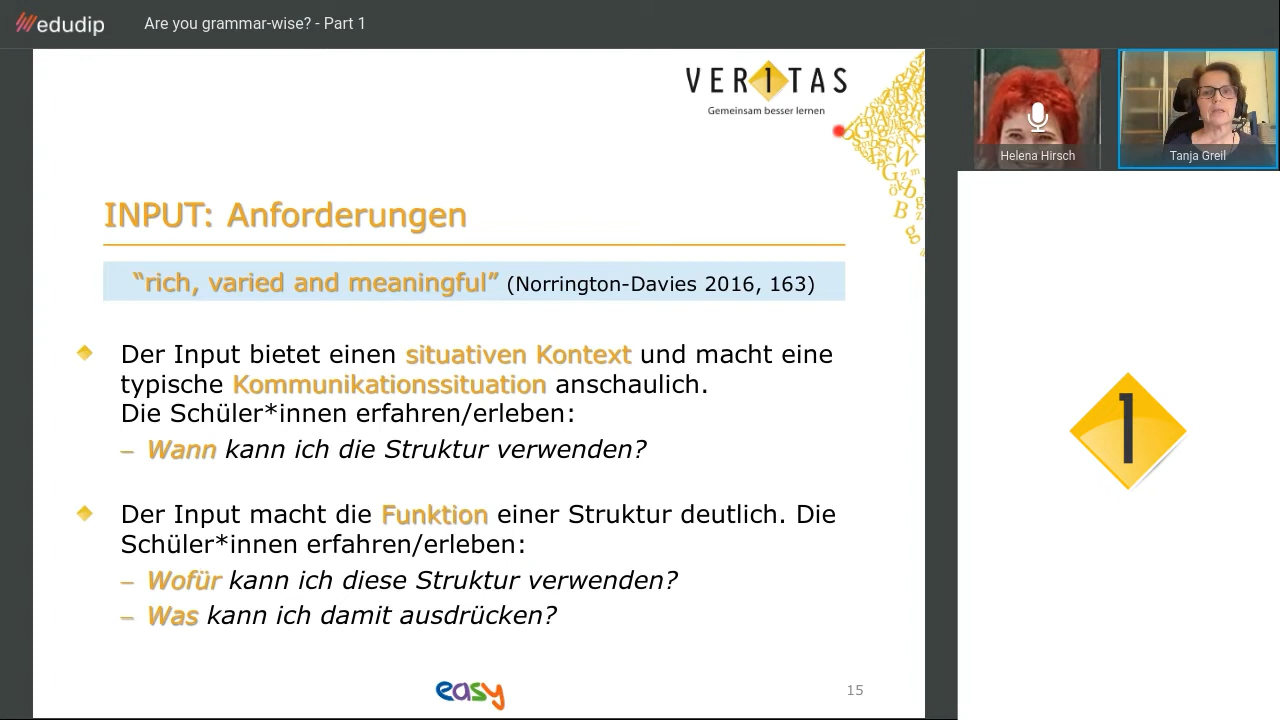 edudip
Are you grammar-wise? - Part 1
VER1TAS
Gemeinsam besser lernen
Helena Hirsch
Tanja Greil
INPUT: Anforderungen
“rich, varied and meaningful” (Norrington-Davies 2016, 163)
Der Input bietet einen situativen Kontext und macht eine
typische Kommunikationssituation anschaulich.
Die Schüler*innen erfahren/erleben:
– Wann kann ich die Struktur verwenden?
Der Input macht die Funktion einer Struktur deutlich. Die
Schüler*innen erfahren/erleben:
– Wofür kann ich diese Struktur verwenden?
– Was kann ich damit ausdrücken?
easy
15
1